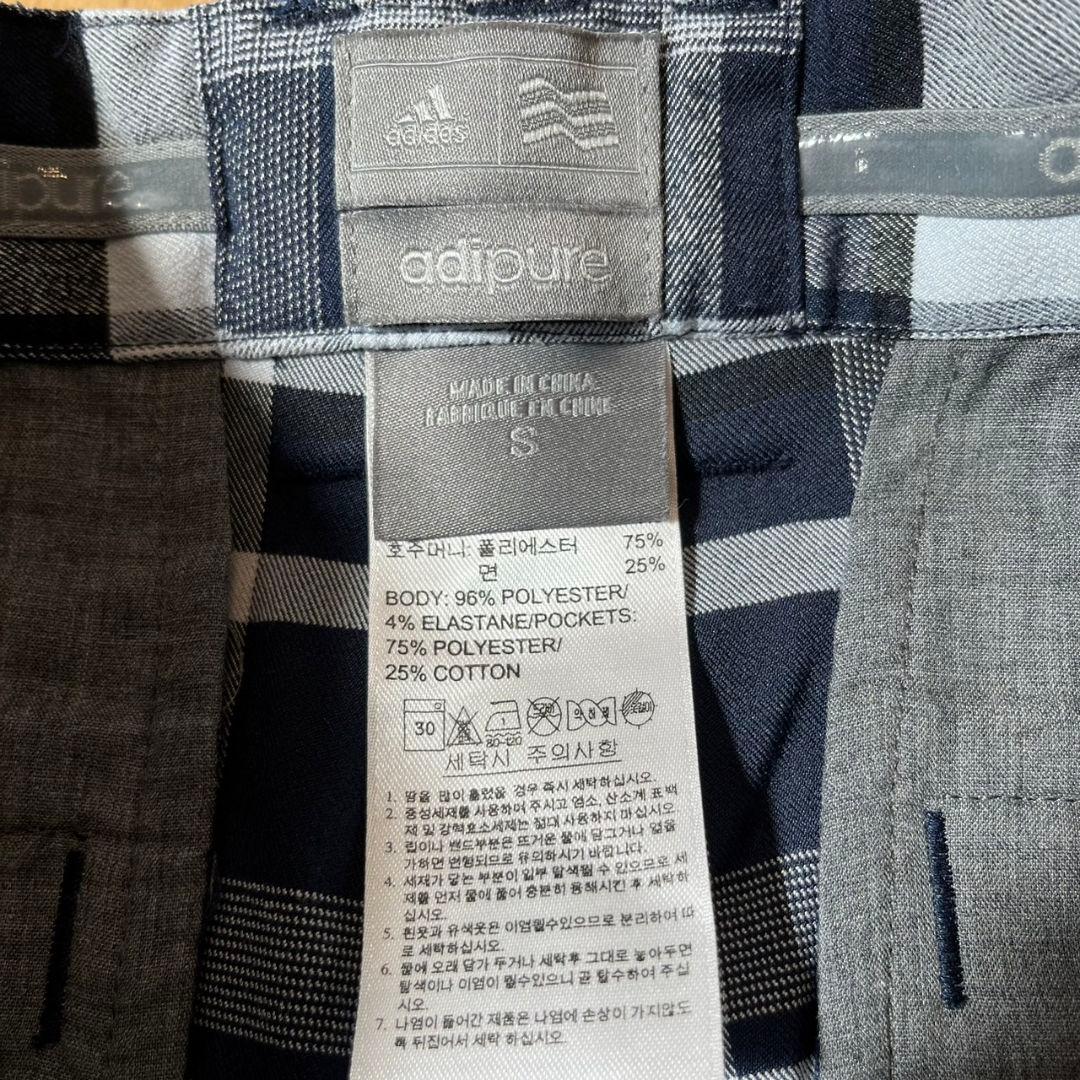 adidas
adipure
pure
MADE IN CHINA
FABRIQUE EN CHINE
S
호주머니: 폴리에스터 75%
면 25%
BODY: 96% POLYESTER/
4% ELASTANE/POCKETS:
75% POLYESTER/
25% COTTON
30
80-120
세탁시 주의사항
1. 땀을 많이 흘렸을 경우 즉시 세탁하십시오.
2. 중성세제를 사용하여 주시고 염소, 산소계 표백
제 및 강력효소세제는 절대 사용하지 마십시오
3. 립이나 밴드부분은 뜨거운 물에 담그거나 열을
가하면 변형되므로 유의하시기 바랍니다.
4. 세제가 닿는 부분이 일부 탈색될 수 있으므로 세
제를 먼저 물에 풀어 충분히 용해시킨 후 세탁하
십시오.
5. 흰옷과 유색옷은 이염될수있으므로 분리하여 따
로 세탁하십시오.
6. 물에 오래 담가 두거나 세탁후 그대로 놓아두면
탈색이나 이염이 될수있으니 곧 탈수하여 주십
시오.
7. 나염이 들어간 제품은 나염에 손상이 가지않도
록 뒤집어서 세탁 하십시오.